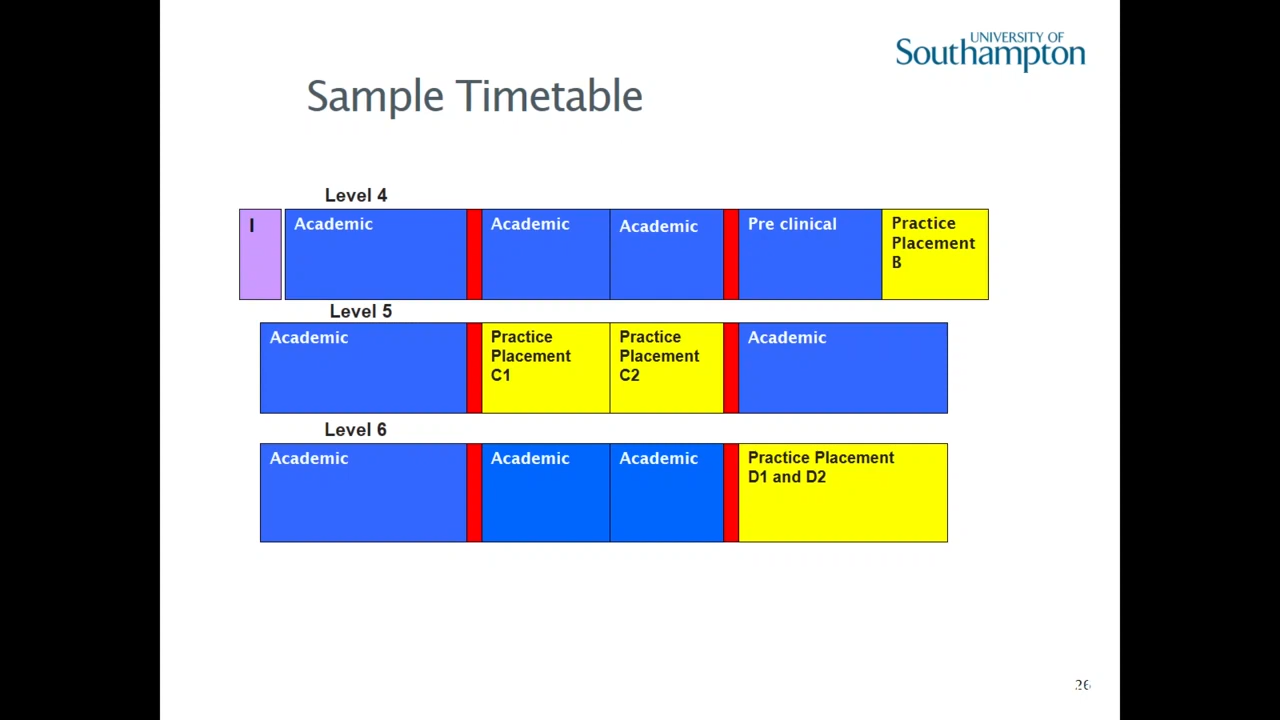 UNIVERSITY OF
Southampton
Sample Timetable
Level 4
I
Academic
Academic
Academic
Pre clinical
Practice
Placement
B
Level 5
Academic
Practice
Placement
C1
Practice
Placement
C2
Academic
Level 6
Academic
Academic
Academic
Practice Placement
D1 and D2
26